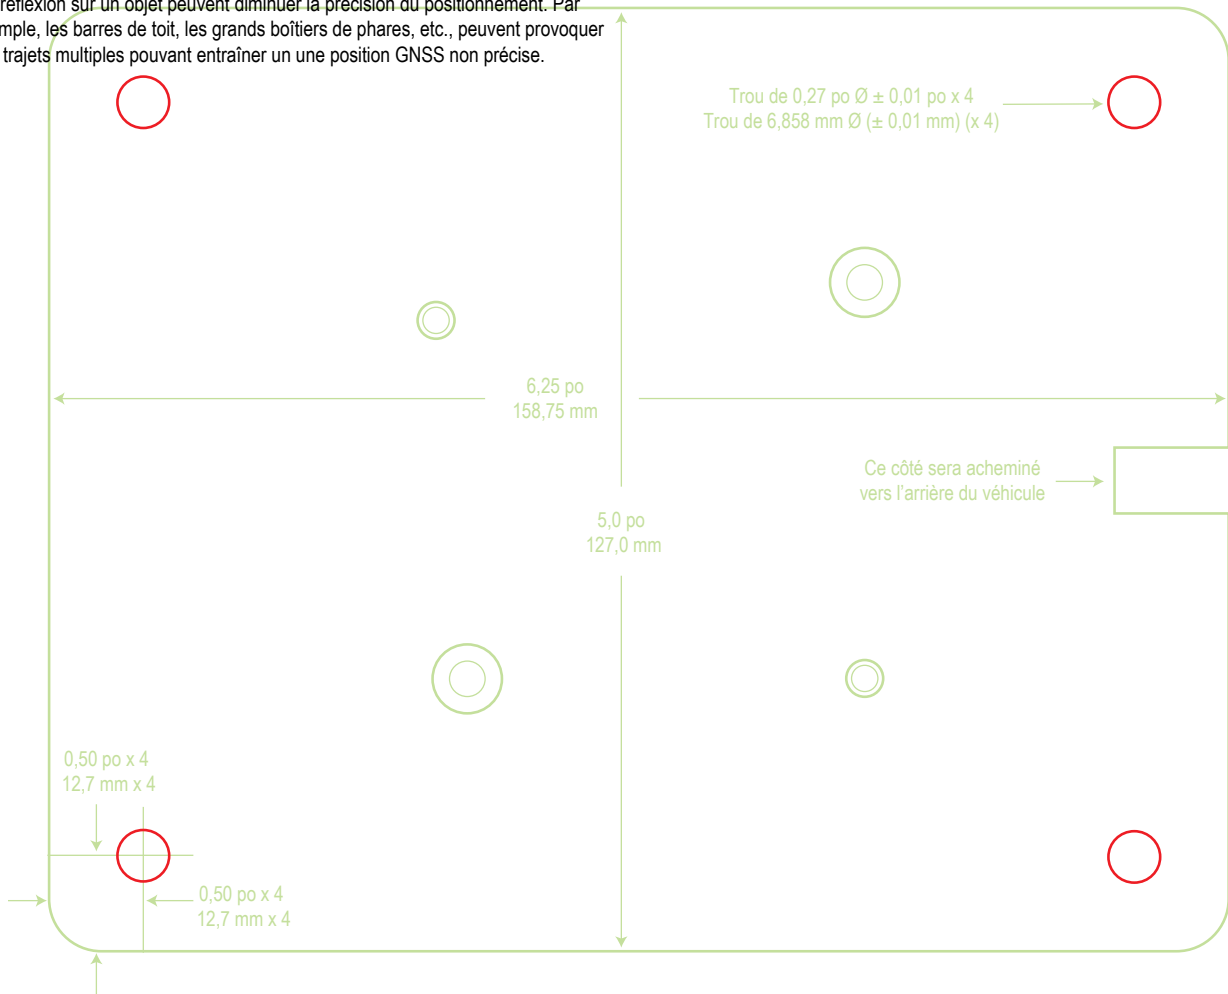 réflexion sur un objet peuvent diminuer la précision du positionnement. Par
mple, les barres de toit, les grands boîtiers de phares, etc., peuvent provoquer
trajets multiples pouvant entraîner un une position GNSS non précise.
Trou de 0,27 po Ø ± 0,01 po x 4
Trou de 6,858 mm Ø (± 0,01 mm) (x 4)
6,25 po
158,75 mm
Ce côté sera acheminé
vers l’arrière du véhicule
5,0 po
127,0 mm
0,50 po x 4
12,7 mm x 4
0,50 po x 4
12,7 mm x 4